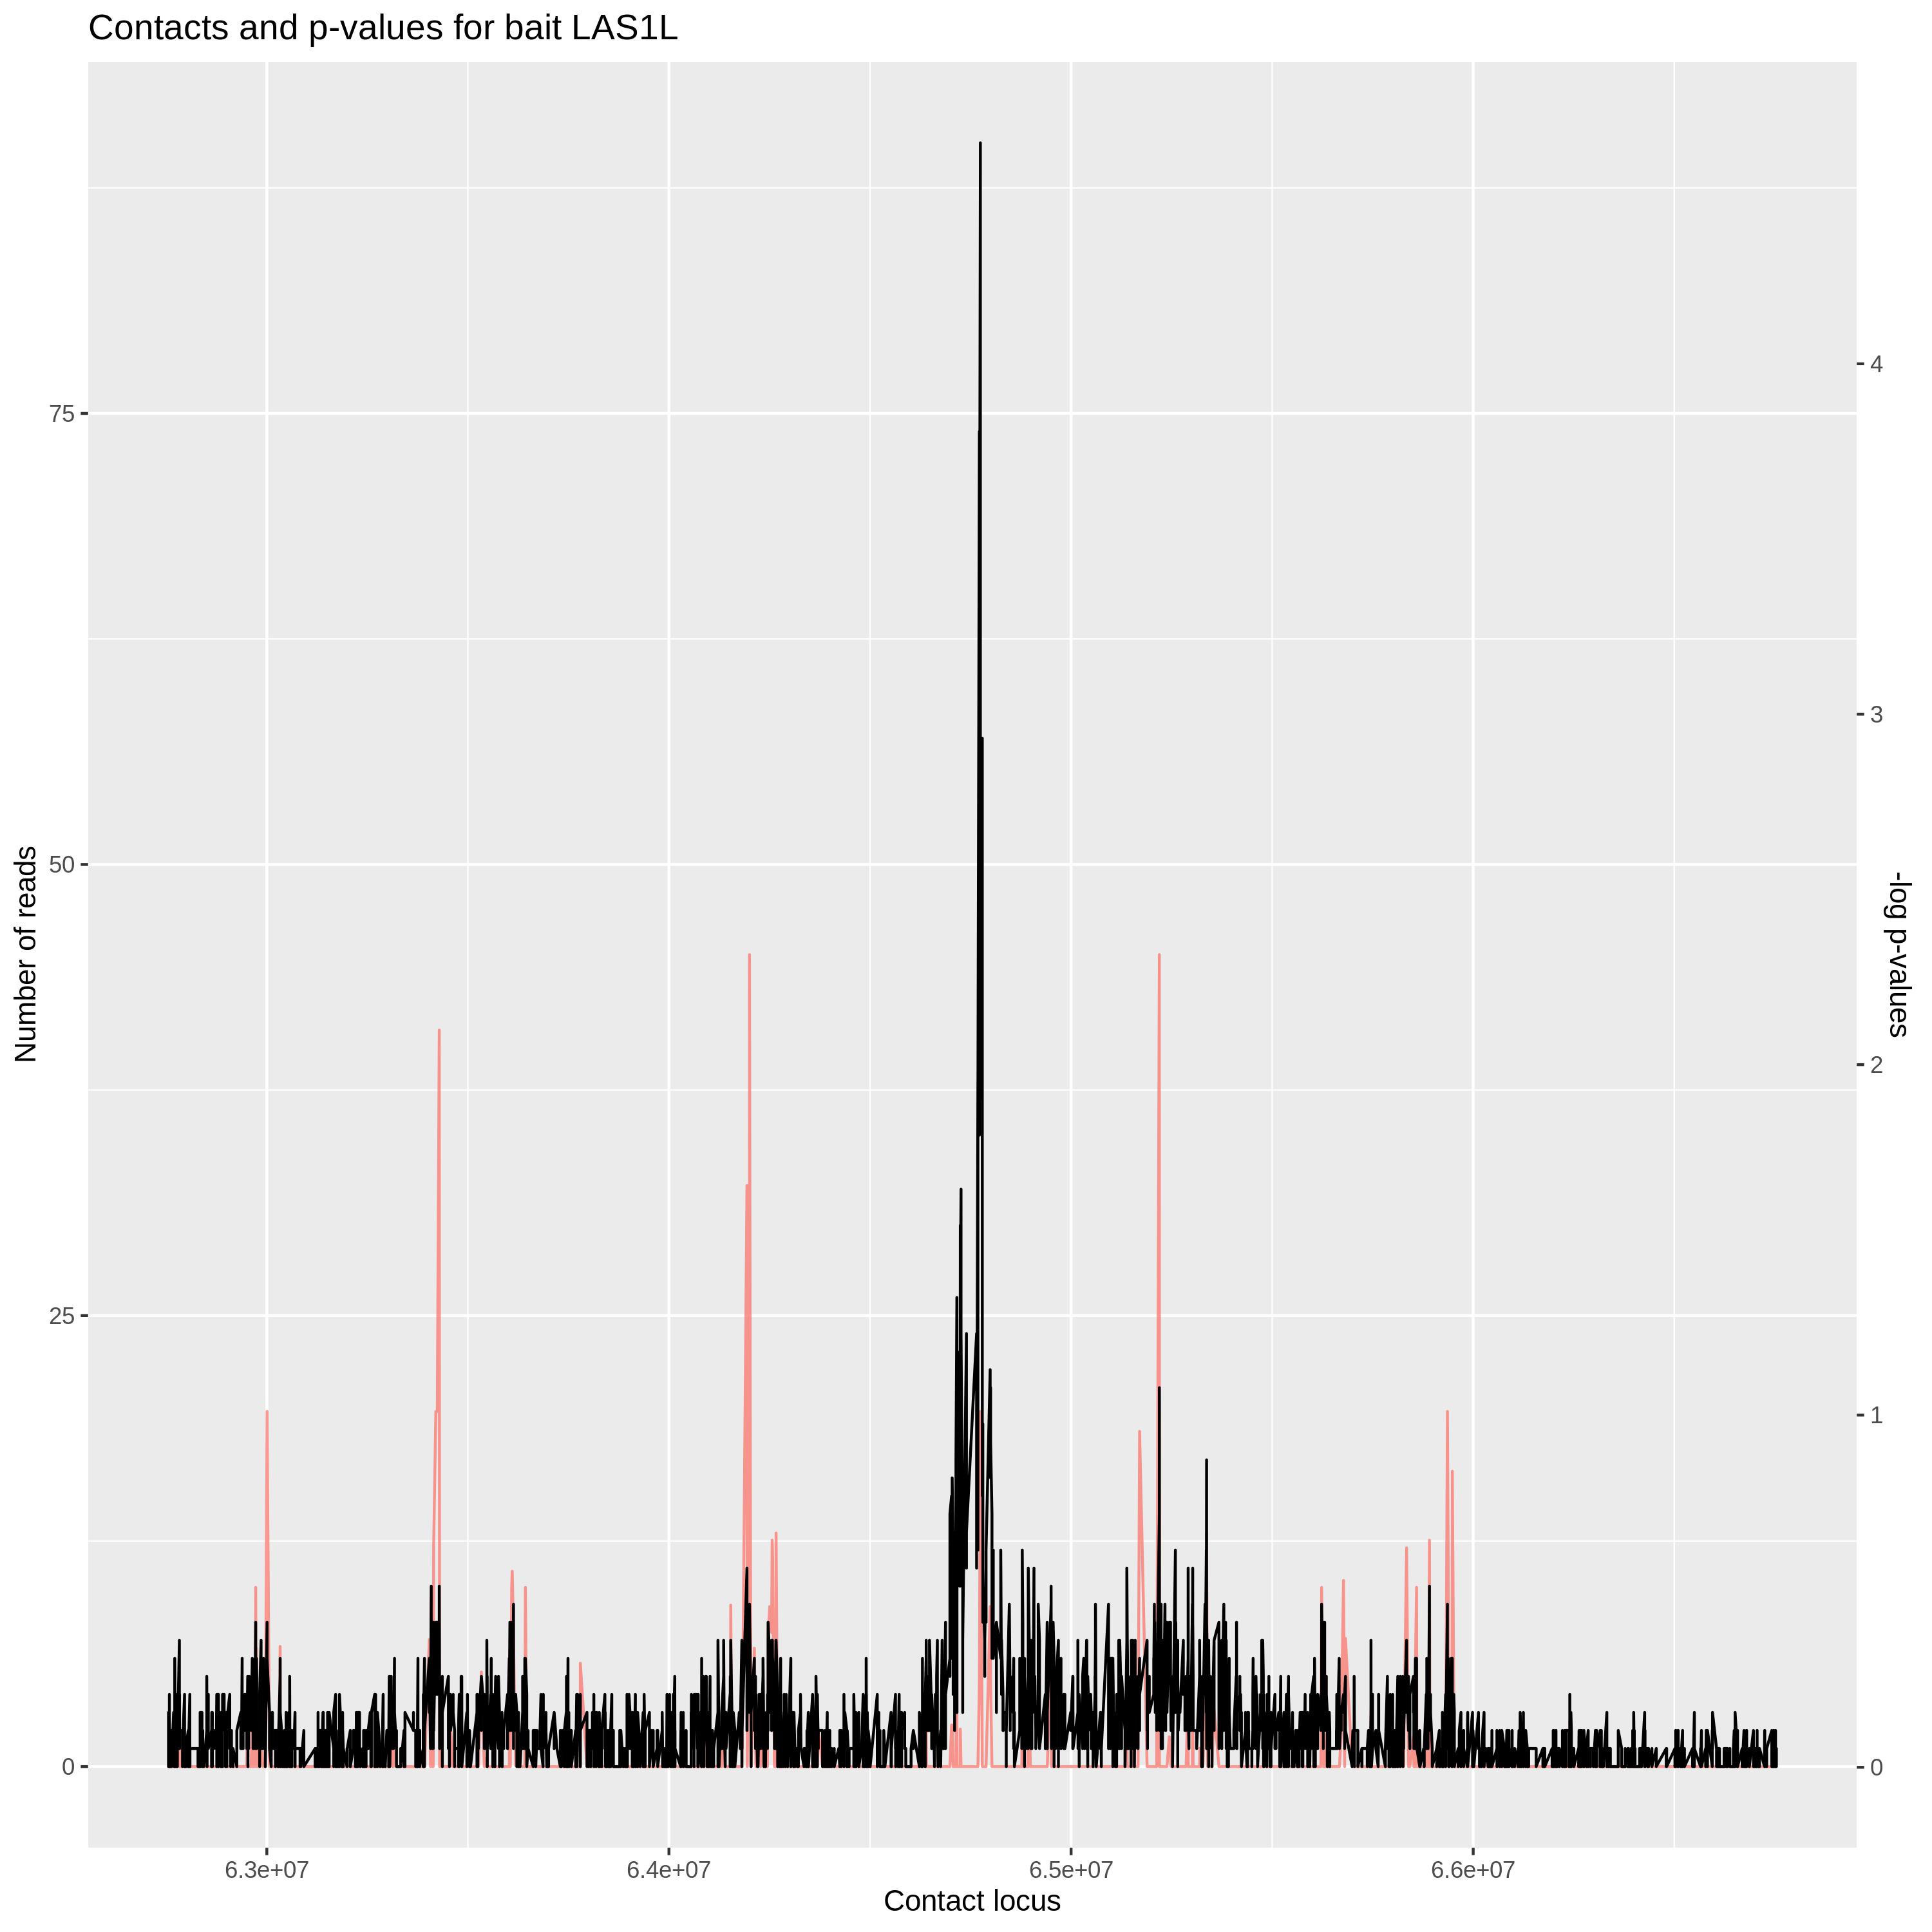 Contacts and p-values for bait LAS1L
Number of reads
75
50
25
0
4
3
2
1
0
-log p-values
6.3e+07
6.4e+07
6.5e+07
6.6e+07
Contact locus